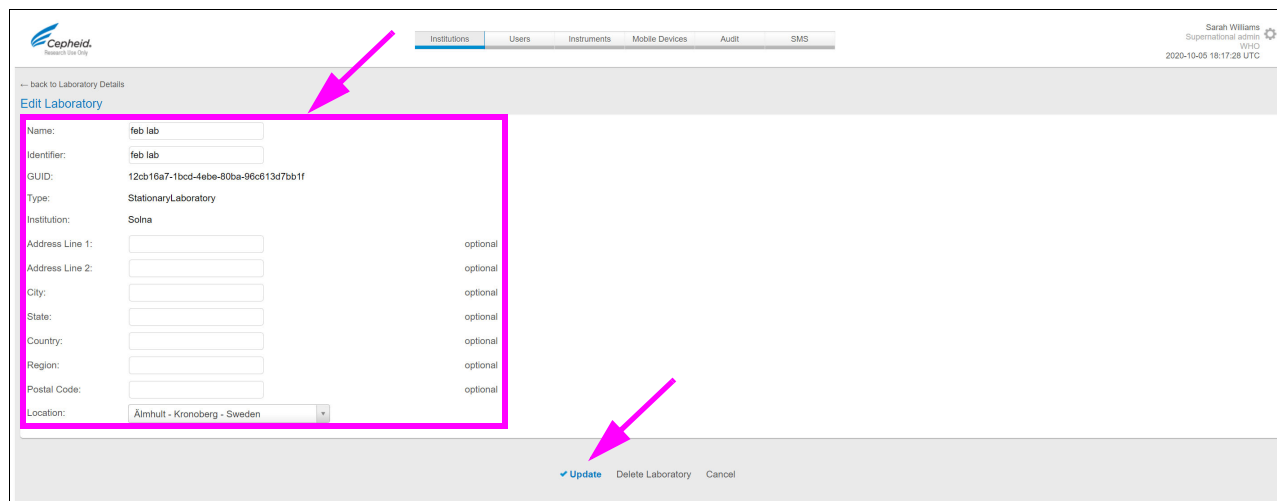 Cepheid.
Research Use Only
Institutions Users Instruments Mobile Devices Audit SMS
Sarah Williams
Supernational admin
WHO
2020-10-05 18:17:28 UTC
← back to Laboratory Details
Edit Laboratory
Name: feb lab
Identifier: feb lab
GUID: 12cb16a7-1bcd-4ebe-80ba-96c613d7bb1f
Type: StationaryLaboratory
Institution: Solna
Address Line 1: optional
Address Line 2: optional
City: optional
State: optional
Country: optional
Region: optional
Postal Code: optional
Location: Älmhult - Kronoberg - Sweden
✔ Update Delete Laboratory Cancel